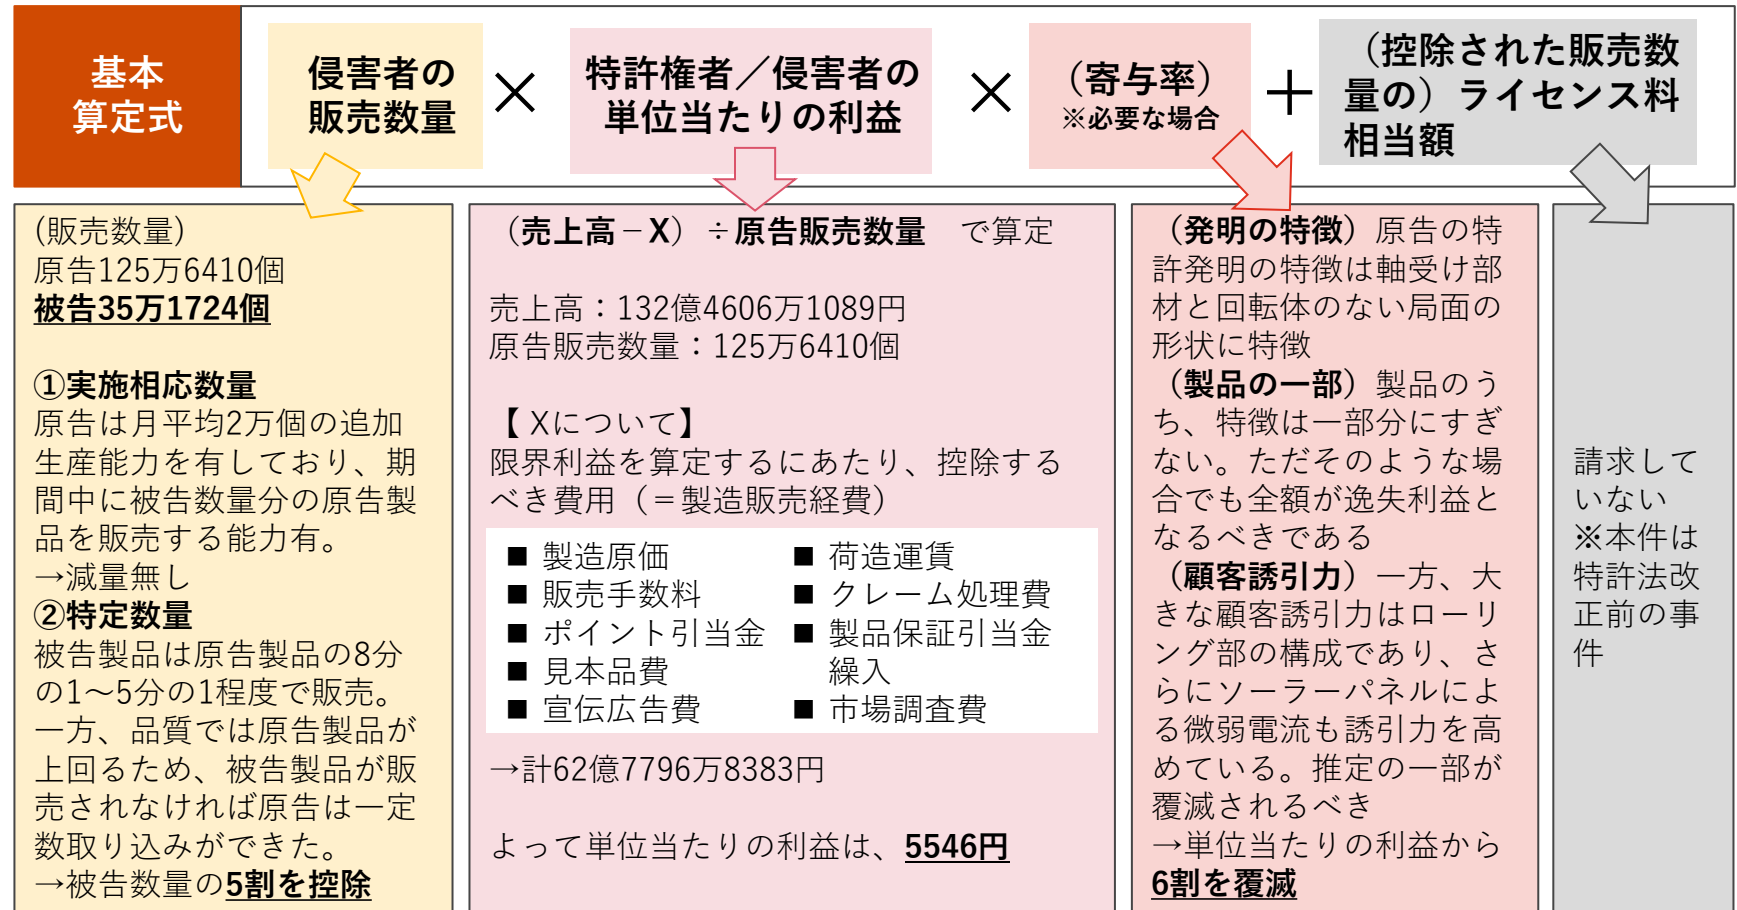 基本
算定式
侵害者の
販売数量
×
特許権者／侵害者の
単位当たりの利益
×
（寄与率）
※必要な場合
＋
（控除された販売数
量の）ライセンス料
相当額
(販売数量)
原告125万6410個
被告35万1724個
①実施相応数量
原告は月平均2万個の追加
生産能力を有しており、期
間中に被告数量分の原告製
品を販売する能力有。
→減量無し
②特定数量
被告製品は原告製品の8分
の1～5分の1程度で販売。
一方、品質では原告製品が
上回るため、被告製品が販
売されなければ原告は一定
数取り込みができた。
→被告数量の5割を控除
（売上高－X）÷原告販売数量　で算定
売上高：132億4606万1089円
原告販売数量：125万6410個
【 Xについて】
限界利益を算定するにあたり、控除する
べき費用（＝製造販売経費）
■ 製造原価
■ 販売手数料
■ ポイント引当金
■ 見本品費
■ 宣伝広告費
■ 荷造運賃
■ クレーム処理費
■ 製品保証引当金
繰入
■ 市場調査費
→計62億7796万8383円
よって単位当たりの利益は、5546円
（発明の特徴）原告の特
許発明の特徴は軸受け部
材と回転体のない局面の
形状に特徴
（製品の一部）製品のう
ち、特徴は一部分にすぎ
ない。ただそのような場
合でも全額が逸失利益と
なるべきである
（顧客誘引力）一方、大
きな顧客誘引力はローリ
ング部の構成であり、さ
らにソーラーパネルによ
る微弱電流も誘引力を高
めている。推定の一部が
覆滅されるべき
→単位当たりの利益から
6割を覆滅
請求して
いない
※本件は
特許法改
正前の事
件